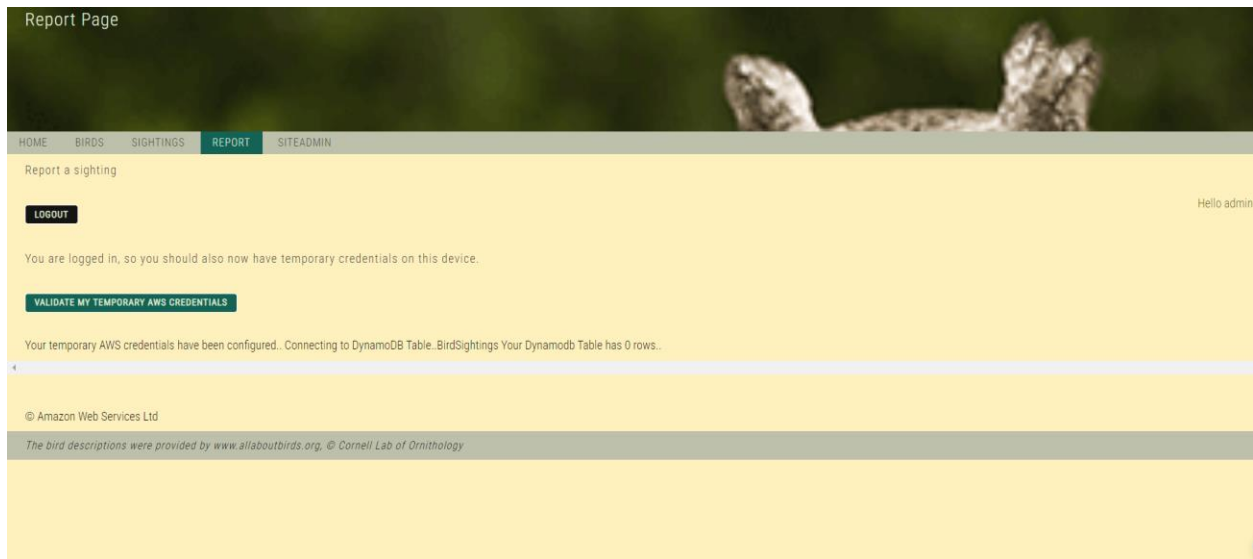 Report Page
HOME BIRDS SIGHTINGS REPORT SITEADMIN
Report a sighting
Hello admin
LOGOUT
You are logged in, so you should also now have temporary credentials on this device.
VALIDATE MY TEMPORARY AWS CREDENTIALS
Your temporary AWS credentials have been configured.. Connecting to DynamoDB Table..BirdSightings Your Dynamodb Table has 0 rows..
© Amazon Web Services Ltd
The bird descriptions were provided by www.allaboutbirds.org, © Cornell Lab of Ornithology